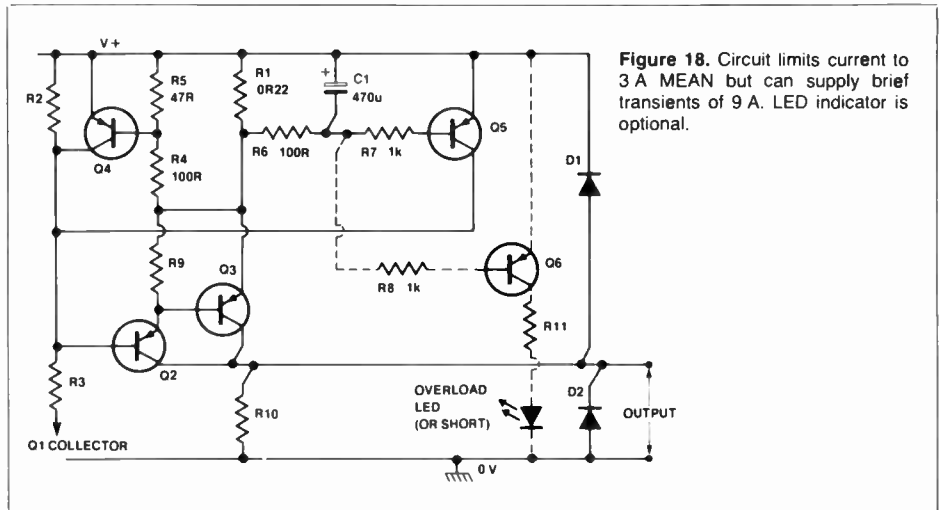 V+
R5
47R
R1
0R22
+
C1
470u
R2
Q4
R4
100R
R6 100R
R7 1k
Q5
D1
R9
Q3
R8 1k
Q6
R11
Q2
R3
R10
OVERLOAD
LED
(OR SHORT)
D2
OUTPUT
Q1 COLLECTOR
0 V
Figure 18. Circuit limits current to
3 A MEAN but can supply brief
transients of 9 A. LED indicator is
optional.